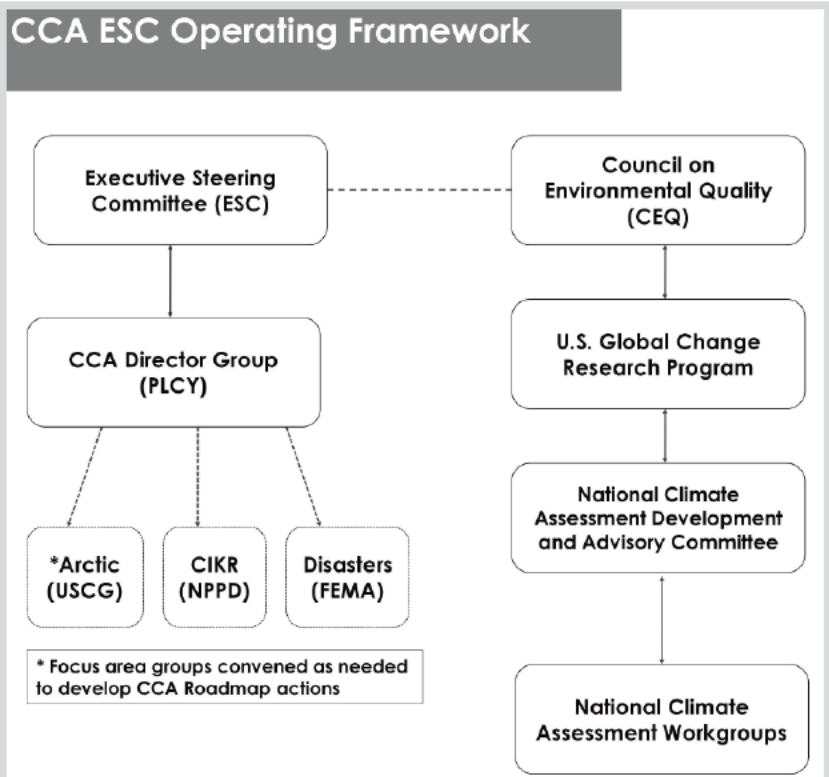 CCA ESC Operating Framework
Executive Steering
Committee (ESC)
Council on
Environmental Quality
(CEQ)
CCA Director Group
(PLCY)
U.S. Global Change
Research Program
National Climate
Assessment Development
and Advisory Committee
*Arctic
(USCG)
CIKR
(NPPD)
Disasters
(FEMA)
* Focus area groups convened as needed
to develop CCA Roadmap actions
National Climate
Assessment Workgroups